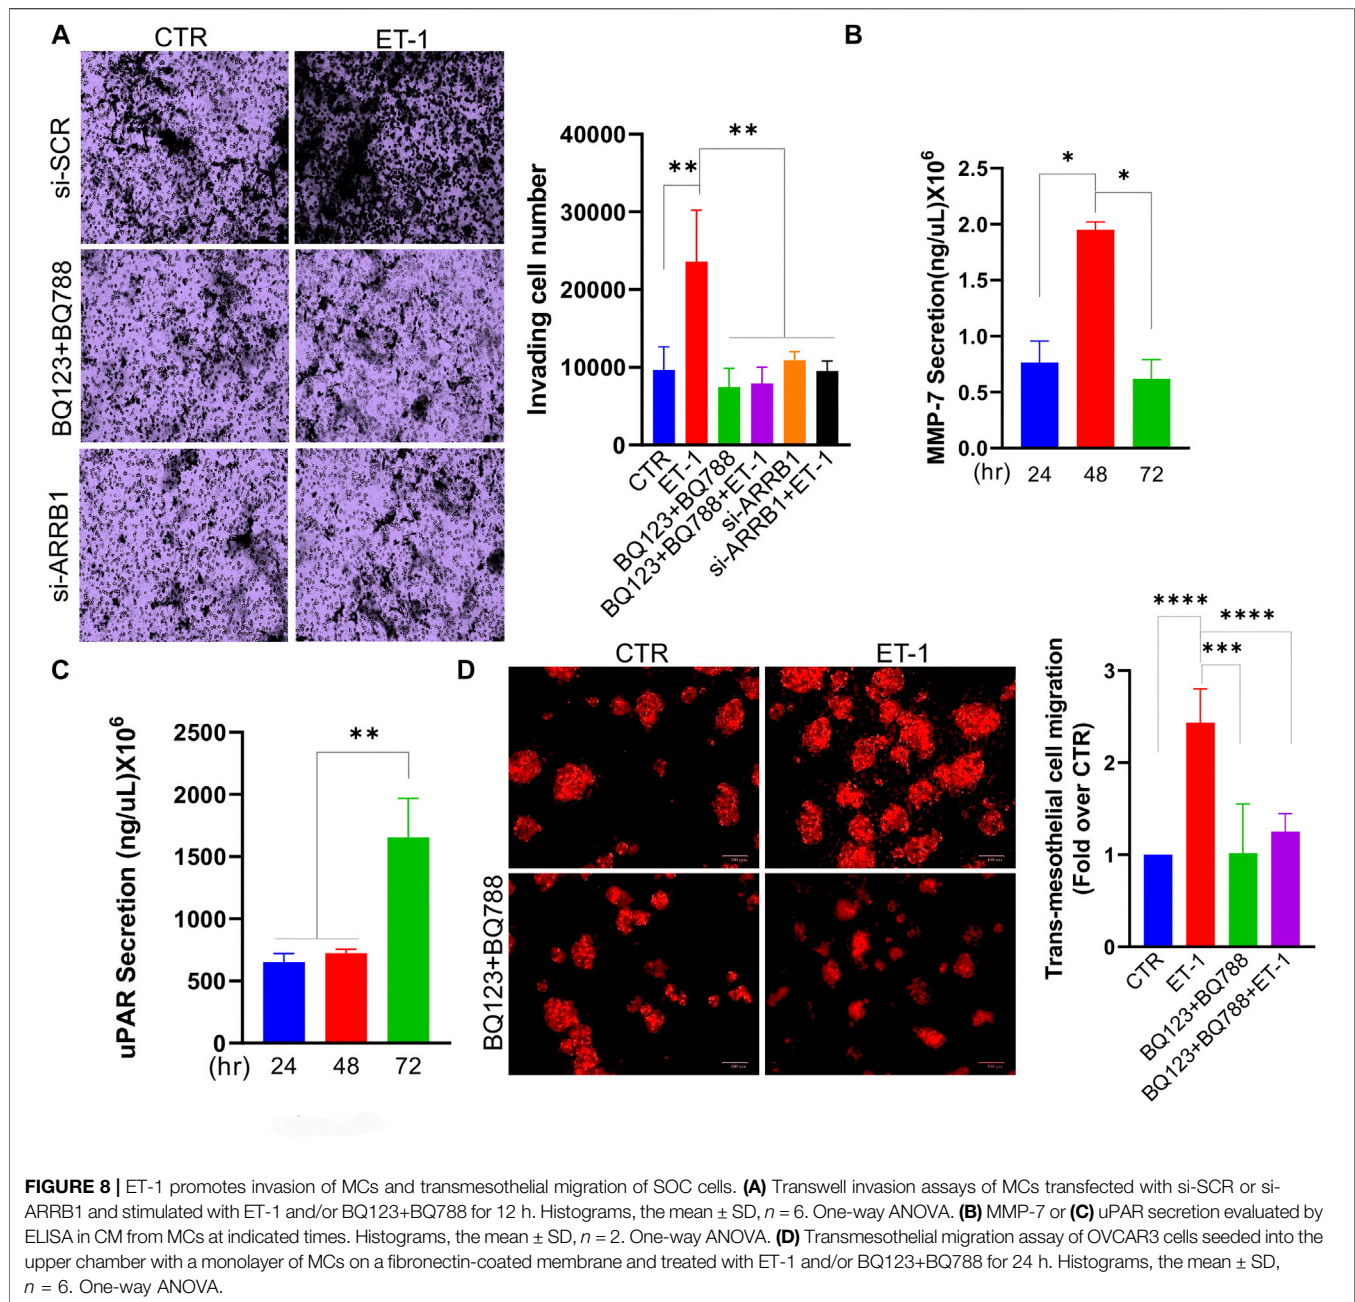 A
CTR
ET-1
si-SCR
BQ123+BQ788
si-ARRB1
Invading cell number
40000
30000
20000
10000
0
**
**
CTR
ET-1
BQ123+BQ788
BQ123+BQ788+ET-1
si-ARRB1
si-ARRB1+ET-1
B
MMP-7 Secretion(ng/uL)X10⁶
2.5
2.0
1.5
1.0
0.5
0.0
*
*
(hr) 24 48 72
C
uPAR Secretion (ng/uL)X10⁶
2500
2000
1500
1000
500
0
**
(hr) 24 48 72
D
CTR
ET-1
BQ123+BQ788
100 µm
100 µm
100 µm
100 µm
Trans-mesothelial cell migration
(Fold over CTR)
3
2
1
0
****
****
***
CTR
ET-1
BQ123+BQ788
BQ123+BQ788+ET-1
FIGURE 8 | ET-1 promotes invasion of MCs and transmesothelial migration of SOC cells. (A) Transwell invasion assays of MCs transfected with si-SCR or si-
ARRB1 and stimulated with ET-1 and/or BQ123+BQ788 for 12 h. Histograms, the mean ± SD, n = 6. One-way ANOVA. (B) MMP-7 or (C) uPAR secretion evaluated by
ELISA in CM from MCs at indicated times. Histograms, the mean ± SD, n = 2. One-way ANOVA. (D) Transmesothelial migration assay of OVCAR3 cells seeded into the
upper chamber with a monolayer of MCs on a fibronectin-coated membrane and treated with ET-1 and/or BQ123+BQ788 for 24 h. Histograms, the mean ± SD,
n = 6. One-way ANOVA.